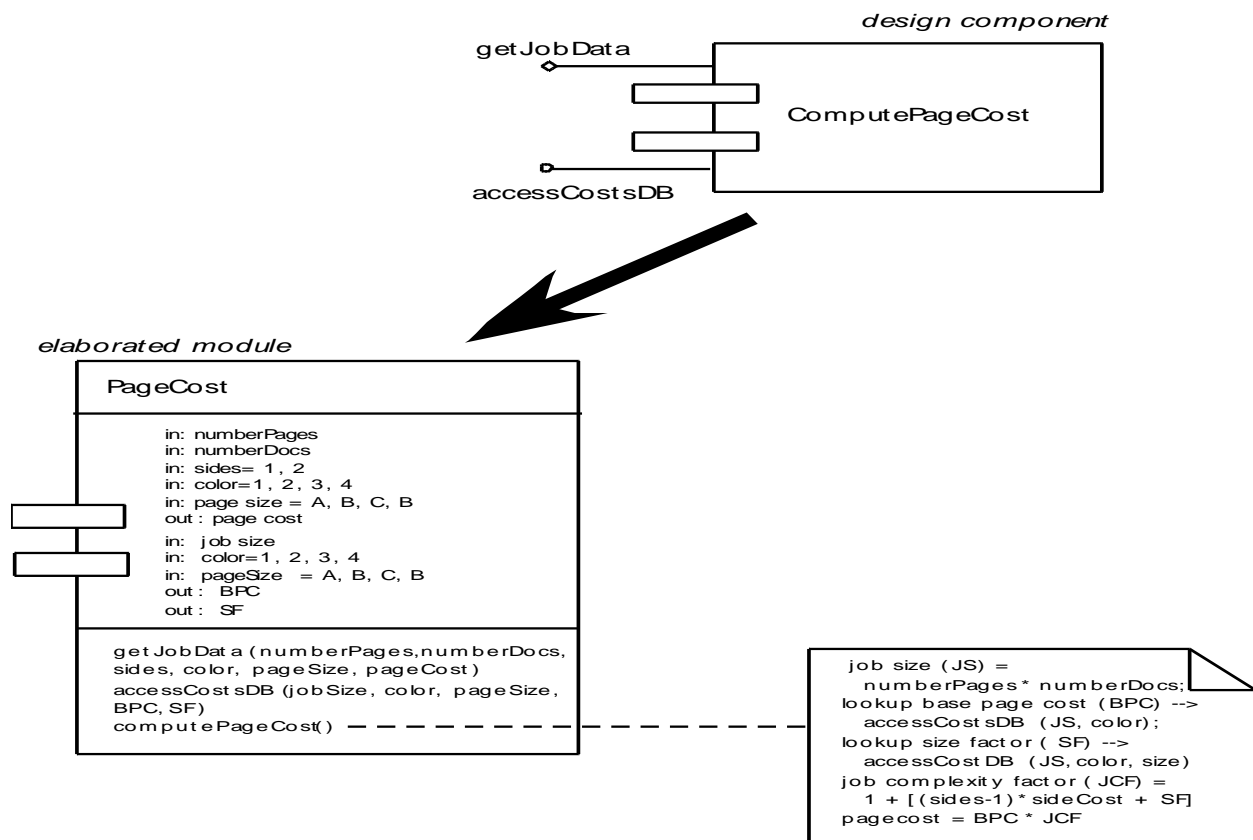 design component
getJobData
ComputePageCost
accessCostsDB
elaborated module
PageCost
in: numberPages
in: numberDocs
in: sides= 1, 2
in: color=1, 2, 3, 4
in: page size = A, B, C, B
out: page cost
in: job size
in: color=1, 2, 3, 4
in: pageSize = A, B, C, B
out: BPC
out: SF
getJobData (numberPages,numberDocs,
sides, color, pageSize, pageCost)
accessCostsDB (jobSize, color, pageSize,
BPC, SF)
computePageCost()
job size (JS) =
numberPages* numberDocs;
lookup base page cost (BPC) -->
accessCostsDB (JS, color);
lookup size factor ( SF) -->
accessCostDB (JS, color, size)
job complexity factor ( JCF) =
1 + [(sides-1)* sideCost + SF]
pagecost = BPC * JCF